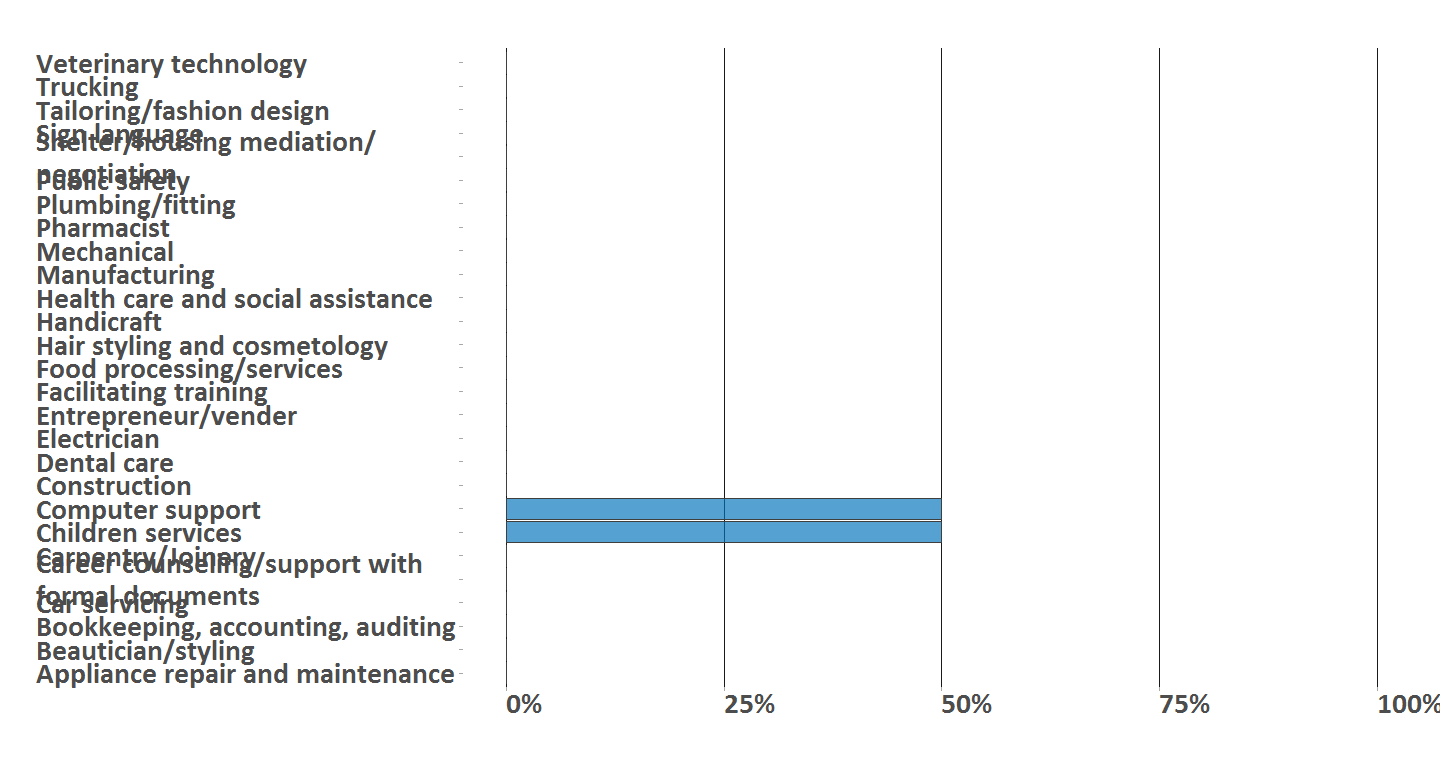 Veterinary technology
Trucking
Tailoring/fashion design
Sign language
Shelter/housing mediation/
negotiation
Public safety
Plumbing/fitting
Pharmacist
Mechanical
Manufacturing
Health care and social assistance
Handicraft
Hair styling and cosmetology
Food processing/services
Facilitating training
Entrepreneur/vender
Electrician
Dental care
Construction
Computer support
Children services
Carpentry/Joinery
Career counseling/support with
formal documents
Car servicing
Bookkeeping, accounting, auditing
Beautician/styling
Appliance repair and maintenance
0% 25% 50% 75% 100%